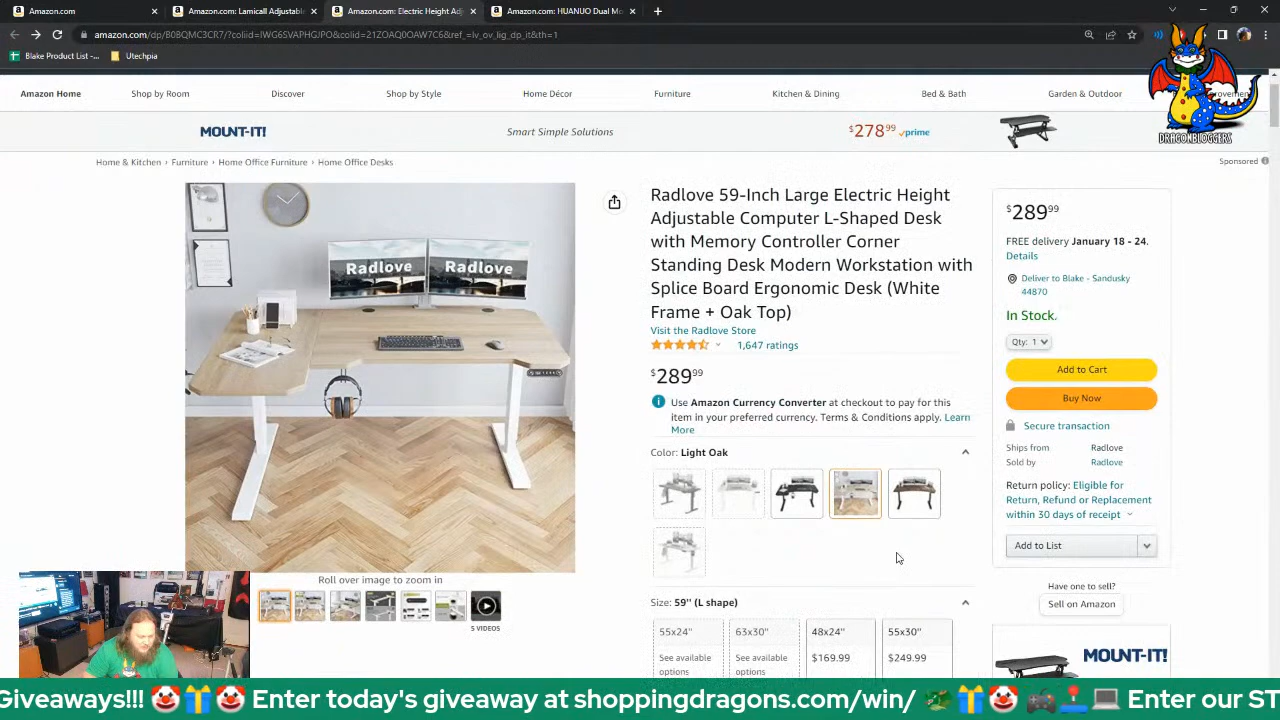 Amazon.com
Amazon.com: Lamicall Adjustable
Amazon.com: Electric Height Adj
Amazon.com: HUANUO Dual Mo
amazon.com/dp/B0BQMC3CR7/?coliid=IWG6SVAPHGJPO&colid=21ZOAQ0OAW7C6&ref_=lv_ov_lig_dp_it&th=1
Blake Product List -...
Utechpia
Amazon Home
Shop by Room
Discover
Shop by Style
Home Décor
Furniture
Kitchen & Dining
Bed & Bath
Garden & Outdoor
MOUNT-IT!
Smart Simple Solutions
$278 99 prime
DRAGONBLOGGERS
Home & Kitchen › Furniture › Home Office Furniture › Home Office Desks
Sponsored
Radlove Radlove
Radlove 59-Inch Large Electric Height
Adjustable Computer L-Shaped Desk
with Memory Controller Corner
Standing Desk Modern Workstation with
Splice Board Ergonomic Desk (White
Frame + Oak Top)
Visit the Radlove Store
1,647 ratings
$289 99
Use Amazon Currency Converter at checkout to pay for this
item in your preferred currency. Terms & Conditions apply. Learn
More
Color: Light Oak
Size: 59'' (L shape)
55x24"
63x30"
48x24"
55x30"
See available
options
See available
options
$169.99
$249.99
Roll over image to zoom in
5 VIDEOS
$289 99
FREE delivery January 18 - 24.
Details
Deliver to Blake - Sandusky
44870
In Stock.
Qty: 1
Add to Cart
Buy Now
Secure transaction
Ships from Radlove
Sold by Radlove
Return policy: Eligible for
Return, Refund or Replacement
within 30 days of receipt
Add to List
Have one to sell?
Sell on Amazon
MOUNT-IT!
Giveaways!!! Enter today's giveaway at shoppingdragons.com/win/ Enter our ST